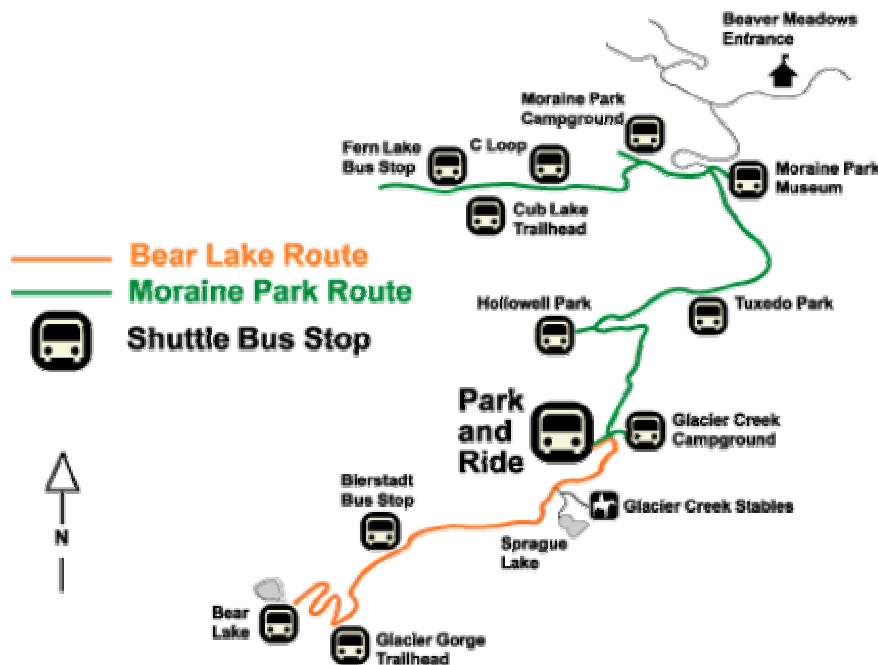 Beaver Meadows
Entrance
Moraine Park
Campground
Fern Lake
Bus Stop
C Loop
Moraine Park
Museum
Cub Lake
Trailhead
Bear Lake Route
Moraine Park Route
Shuttle Bus Stop
Hollowell Park
Tuxedo Park
Park
and
Ride
Glacier Creek
Campground
Bierstadt
Bus Stop
Glacier Creek Stables
N
Sprague
Lake
Bear
Lake
Glacier Gorge
Trailhead